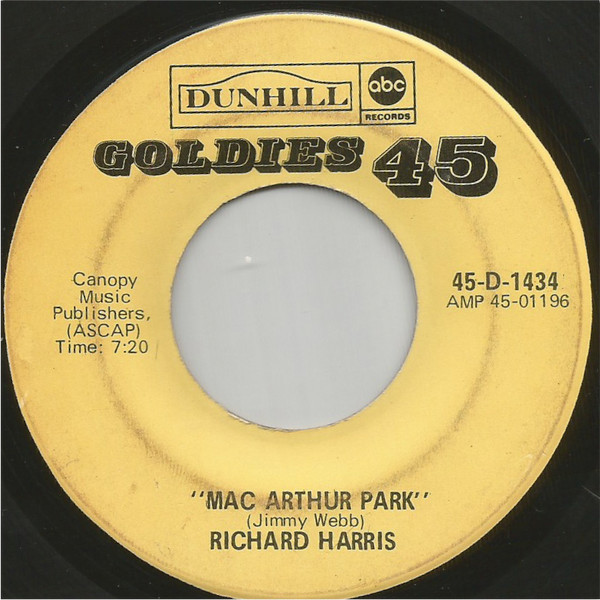 DUNHILL
abc
RECORDS
GOLDIES 45
Canopy
Music
Publishers,
(ASCAP)
Time: 7:20
45-D-1434
AMP 45-01196
"MAC ARTHUR PARK"
(Jimmy Webb)
RICHARD HARRIS